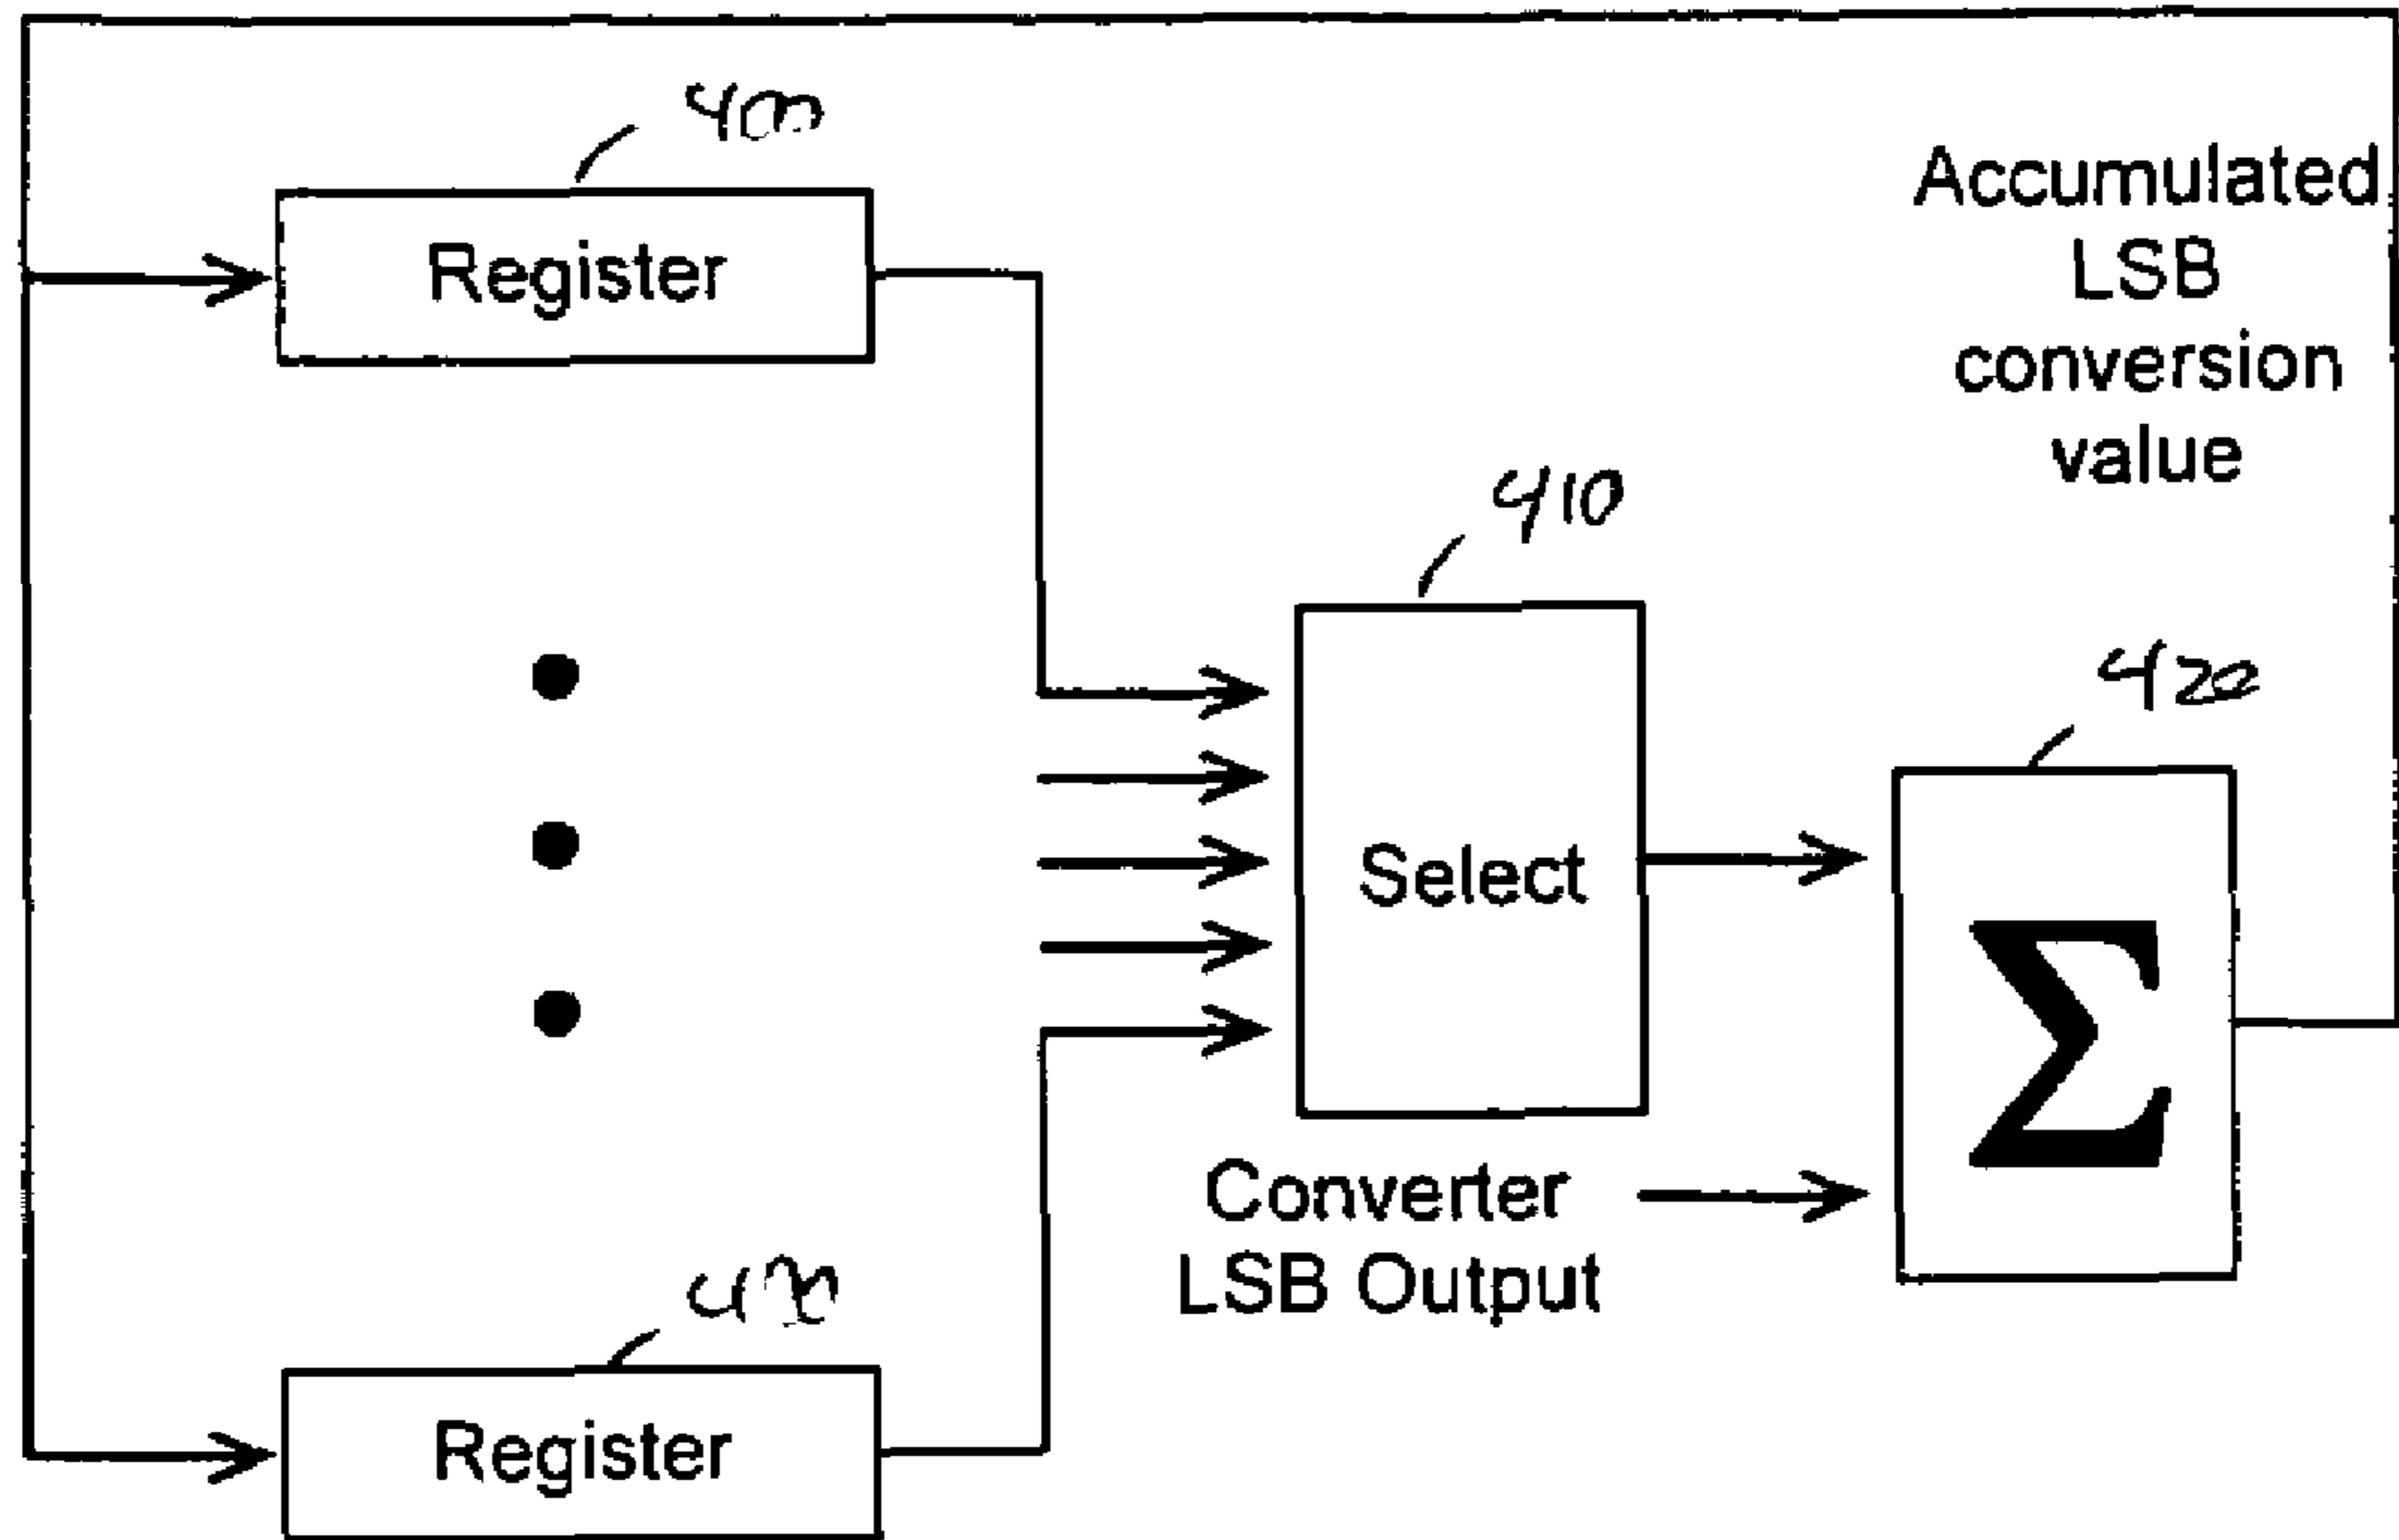 400
Register
Accumulated
LSB
conversion
value
410
Select
420
Σ
Converter
LSB Output
Register